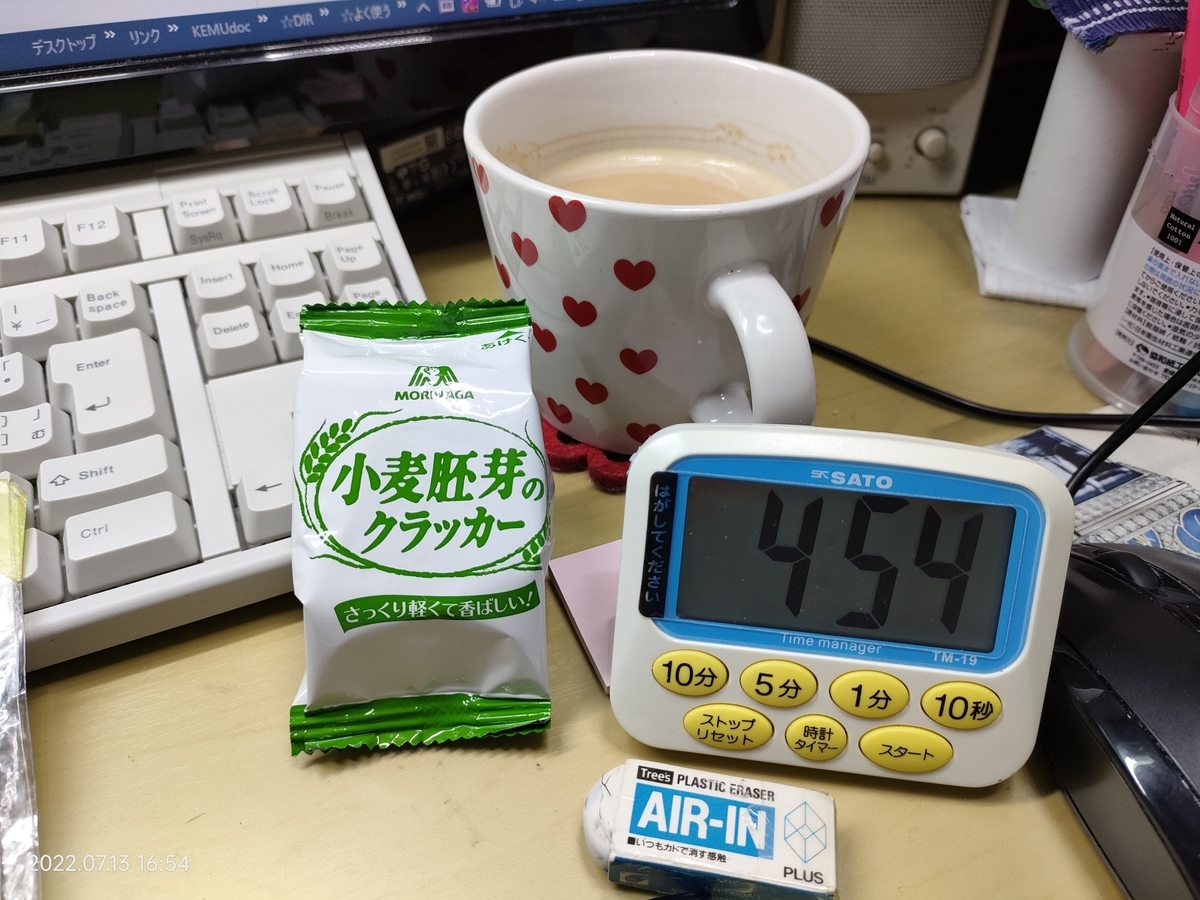 デスクトップ
リンク
KEMUdoc
☆DIR
☆よく使う
F11
F12
Print
Screen
SysRq
Scroll
Lock
Pause
Break
Back
space
Insert
Home
Page
Up
Delete
Page
Enter
Shift
Ctrl
む
あけくち
MORINAGA
小麦胚芽の
クラッカー
さっくり軽くて香ばしい!
SK SATO
はがしてください
454
Time manager
TM-19
10分
5分
1分
10秒
ストップ
リセット
時計
タイマー
スタート
Tree's PLASTIC ERASER
AIR-IN
■いつもカドで消す感触
PLUS
Natural
Cotton
100%
2022.07.13 16:54